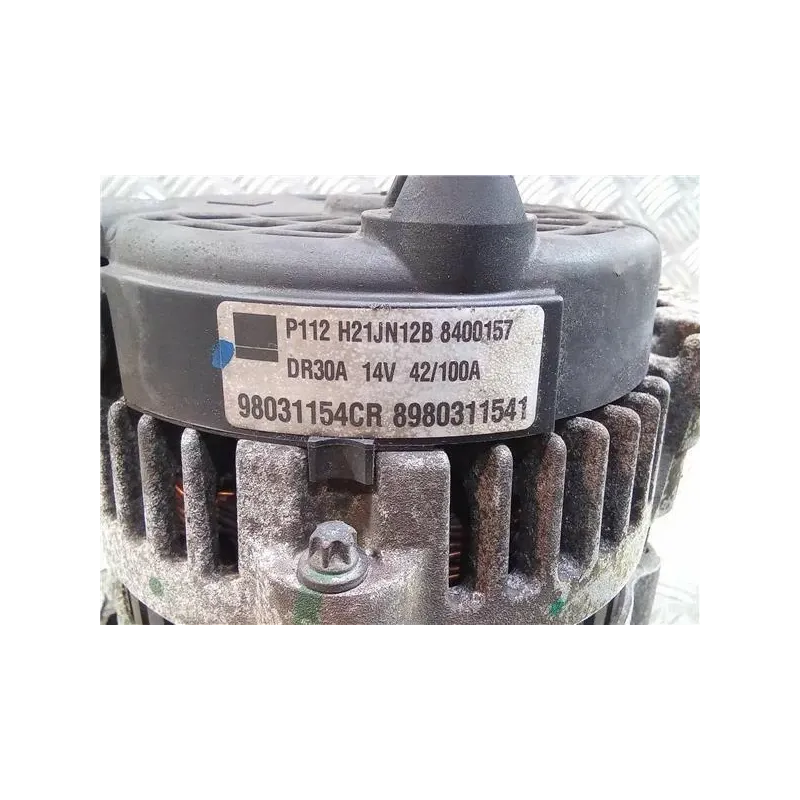 P112 H21JN12B 8400157
DR30A 14V 42/100A
98031154CR 8980311541